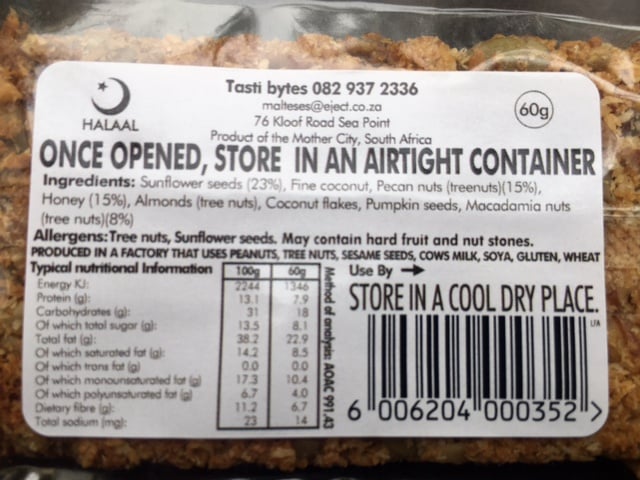 Tasti bytes 082 937 2336
malteses@eject.co.za
76 Kloof Road Sea Point
Product of the Mother City, South Africa
HALAAL
60g
ONCE OPENED, STORE IN AN AIRTIGHT CONTAINER
Ingredients: Sunflower seeds (23%), Fine coconut, Pecan nuts (treenuts)(15%),
Honey (15%), Almonds (tree nuts), Coconut flakes, Pumpkin seeds, Macadamia nuts
(tree nuts)(8%)
Allergens:Tree nuts, Sunflower seeds. May contain hard fruit and nut stones.
PRODUCED IN A FACTORY THAT USES PEANUTS, TREE NUTS, SESAME SEEDS, COWS MILK, SOYA, GLUTEN, WHEAT
Typical nutritional Information 100g 60g
Energy KJ: 2244 1346
Protein (g): 13.1 7.9
Carbohydrates (g): 31 18
Of which total sugar (g): 13.5 8.1
Total fat (g): 38.2 22.9
Of which saturated fat (g): 14.2 8.5
Of which trans fat (g) 0.0 0.0
Of which monounsaturated fat (g) 17.3 10.4
Of which polyunsaturated fat (g) 6.7 4.0
Dietary fibre (g): 11.2 6.7
Total sodium (mg): 23 14
Method of analysis: AOAC 991.43
Use By →
STORE IN A COOL DRY PLACE.
LFA
6 006204 000352 >